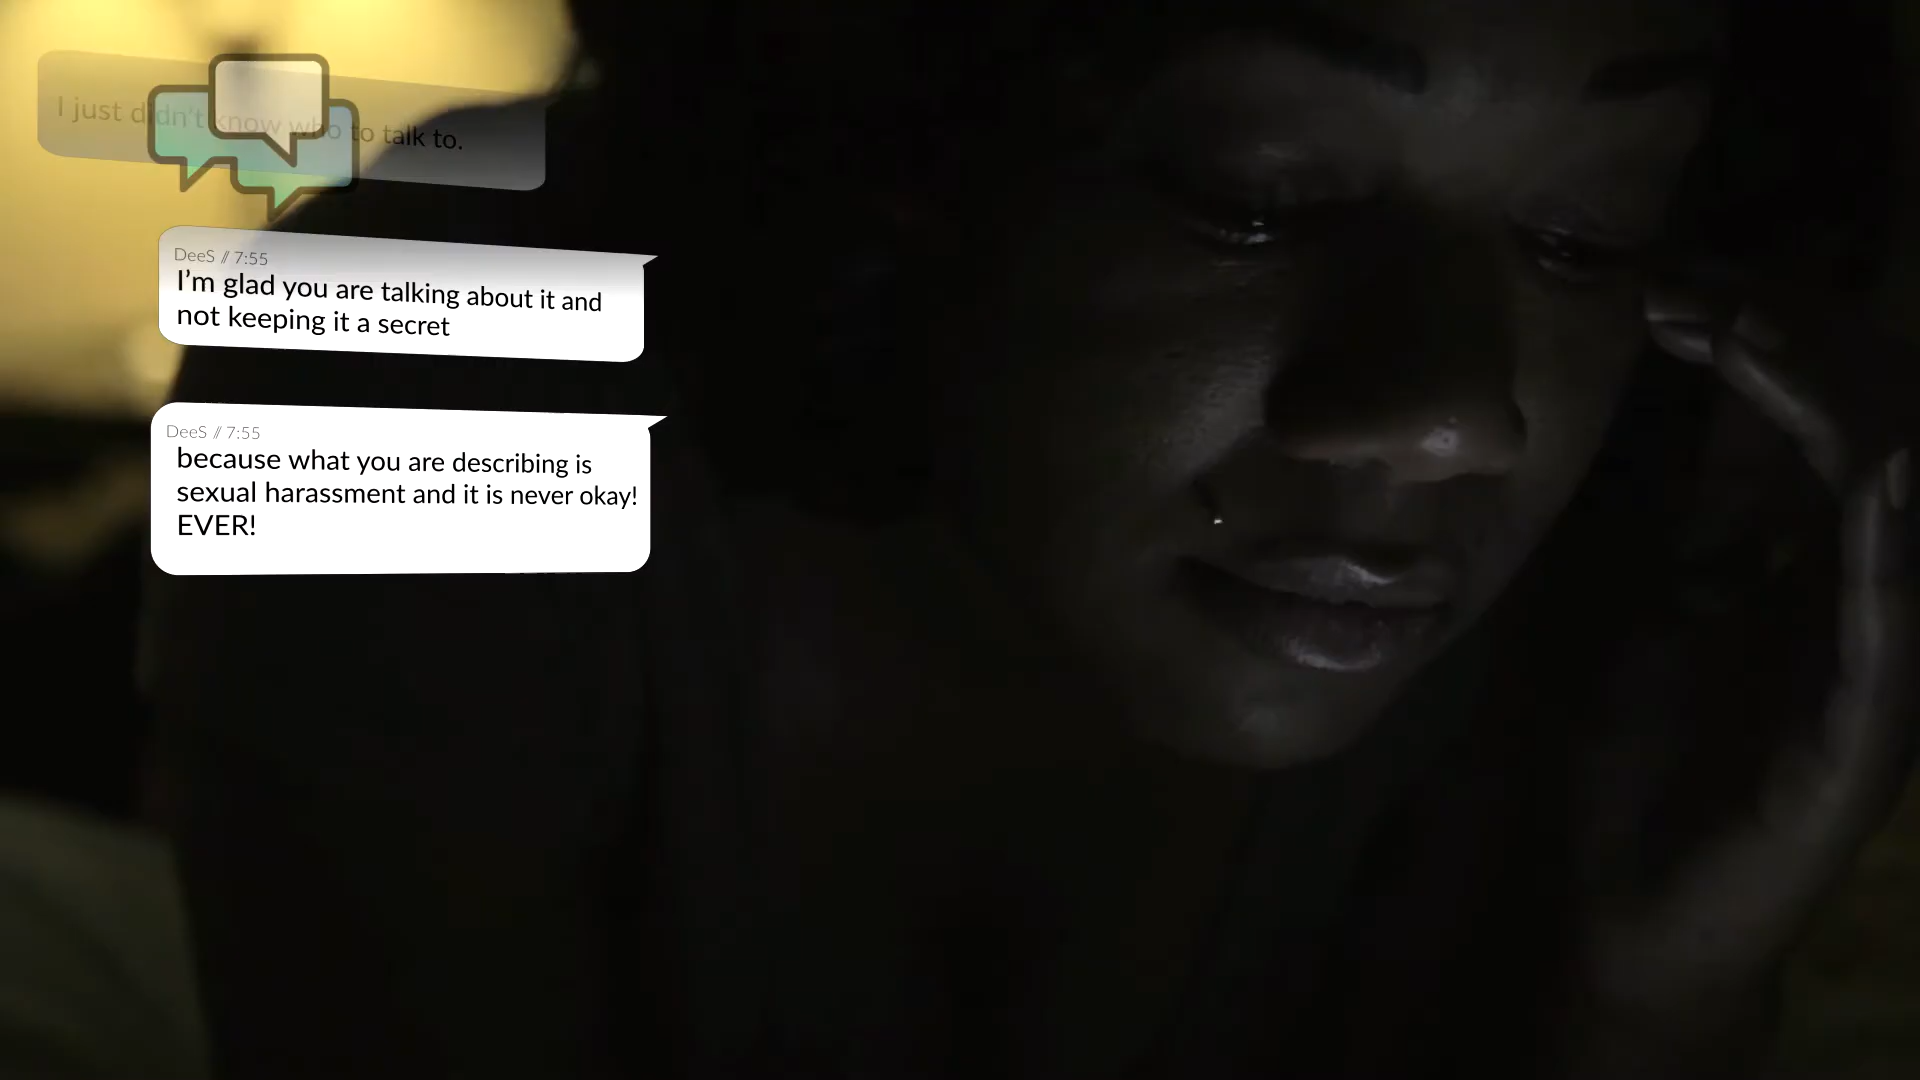 I just didn't know who to talk to.
DeeS // 7:55
I’m glad you are talking about it and
not keeping it a secret
DeeS // 7:55
because what you are describing is
sexual harassment and it is never okay!
EVER!